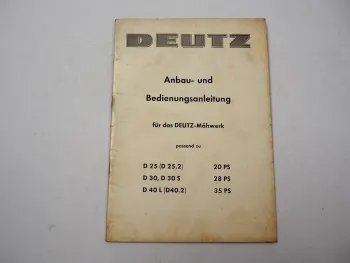 DEUTZ
Anbau- und
Bedienungsanleitung
für das DEUTZ-Mähwerk
passend zu
D 25 (D 25.2) 20 PS
D 30, D 30 S 28 PS
D 40 L (D40.2) 35 PS